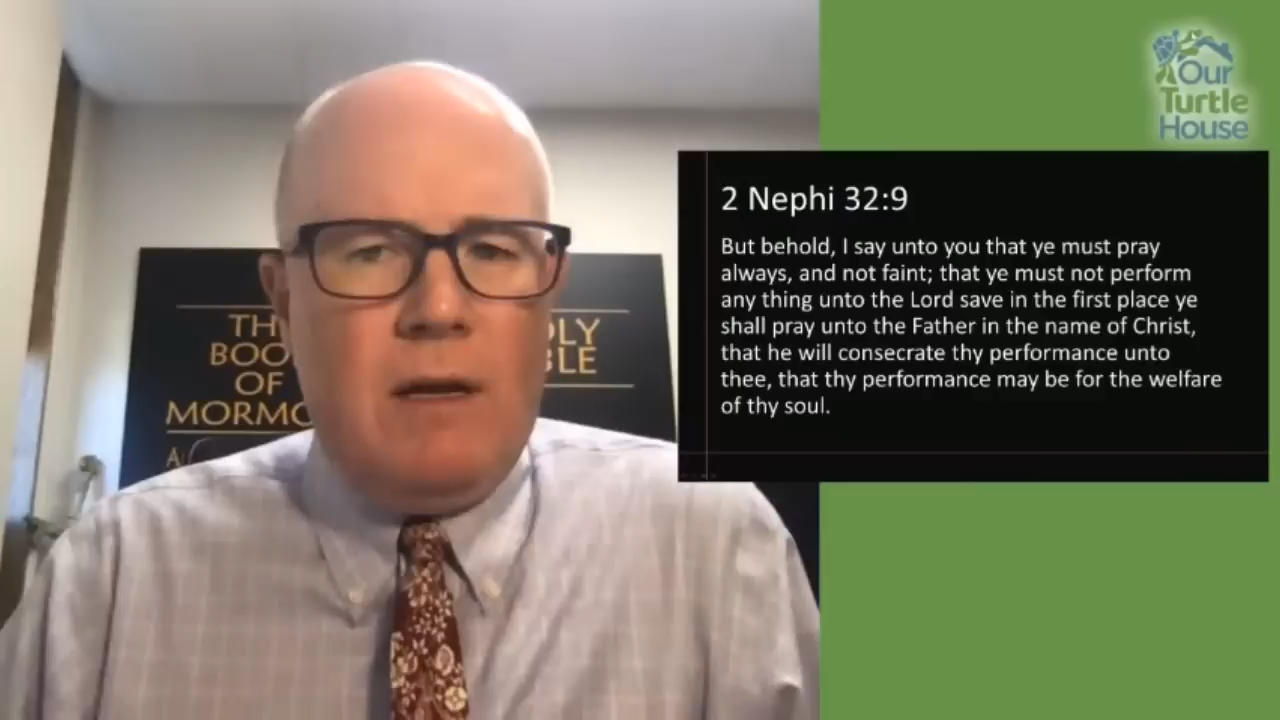 THE
BOO
OF
MORMO
OLY
BLE
Our
Turtle
House
2 Nephi 32:9
But behold, I say unto you that ye must pray
always, and not faint; that ye must not perform
any thing unto the Lord save in the first place ye
shall pray unto the Father in the name of Christ,
that he will consecrate thy performance unto
thee, that thy performance may be for the welfare
of thy soul.